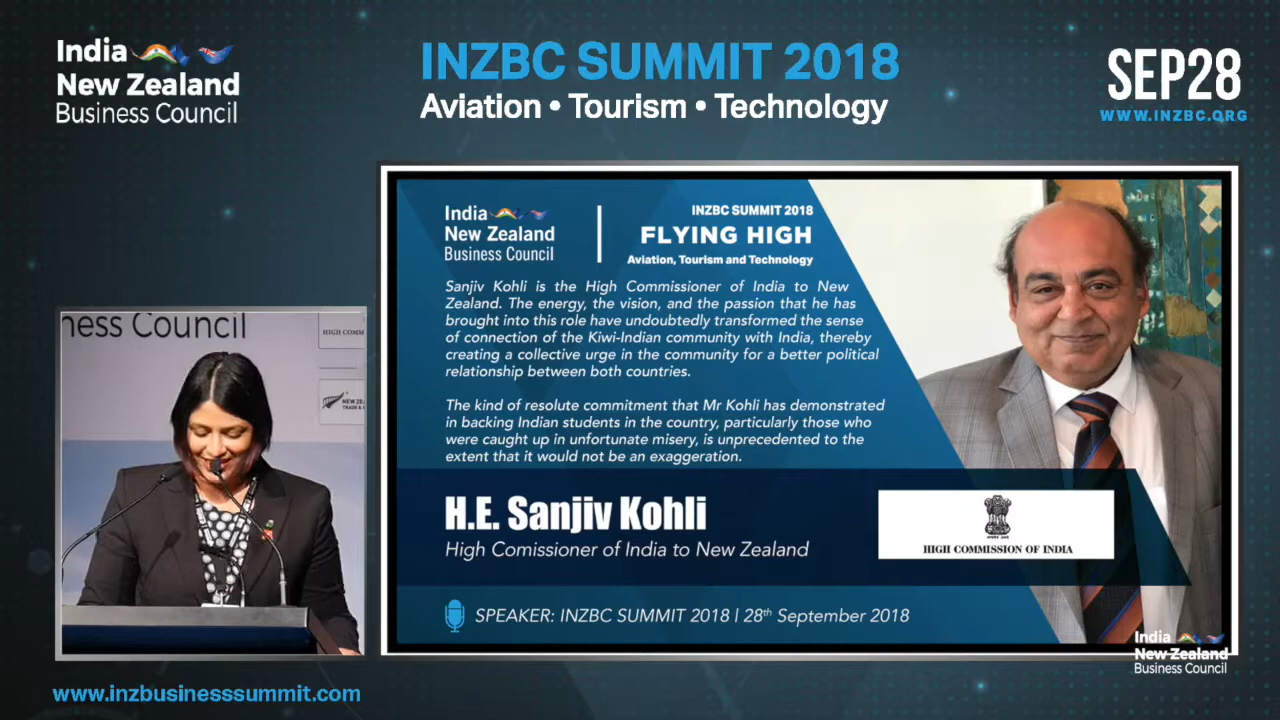 India
New Zealand
Business Council
INZBC SUMMIT 2018
Aviation • Tourism • Technology
SEP28
WWW.INZBC.ORG
ness Council
HIGH COMM
NEW ZEA
TRADE &
India
New Zealand
Business Council
INZBC SUMMIT 2018
FLYING HIGH
Aviation, Tourism and Technology
Sanjiv Kohli is the High Commissioner of India to New
Zealand. The energy, the vision, and the passion that he has
brought into this role have undoubtedly transformed the sense
of connection of the Kiwi-Indian community with India, thereby
creating a collective urge in the community for a better political
relationship between both countries.
The kind of resolute commitment that Mr Kohli has demonstrated
in backing Indian students in the country, particularly those who
were caught up in unfortunate misery, is unprecedented to the
extent that it would not be an exaggeration.
H.E. Sanjiv Kohli
High Comissioner of India to New Zealand
HIGH COMMISSION OF INDIA
SPEAKER: INZBC SUMMIT 2018 I 28th September 2018
India
New Zealand
Business Council
www.inzbusinesssummit.com